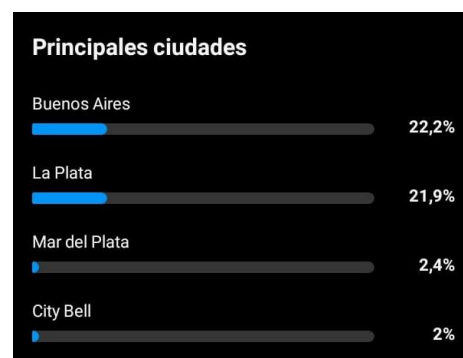 Principales ciudades
Buenos Aires
22,2%
La Plata
21,9%
Mar del Plata
2,4%
City Bell
2%